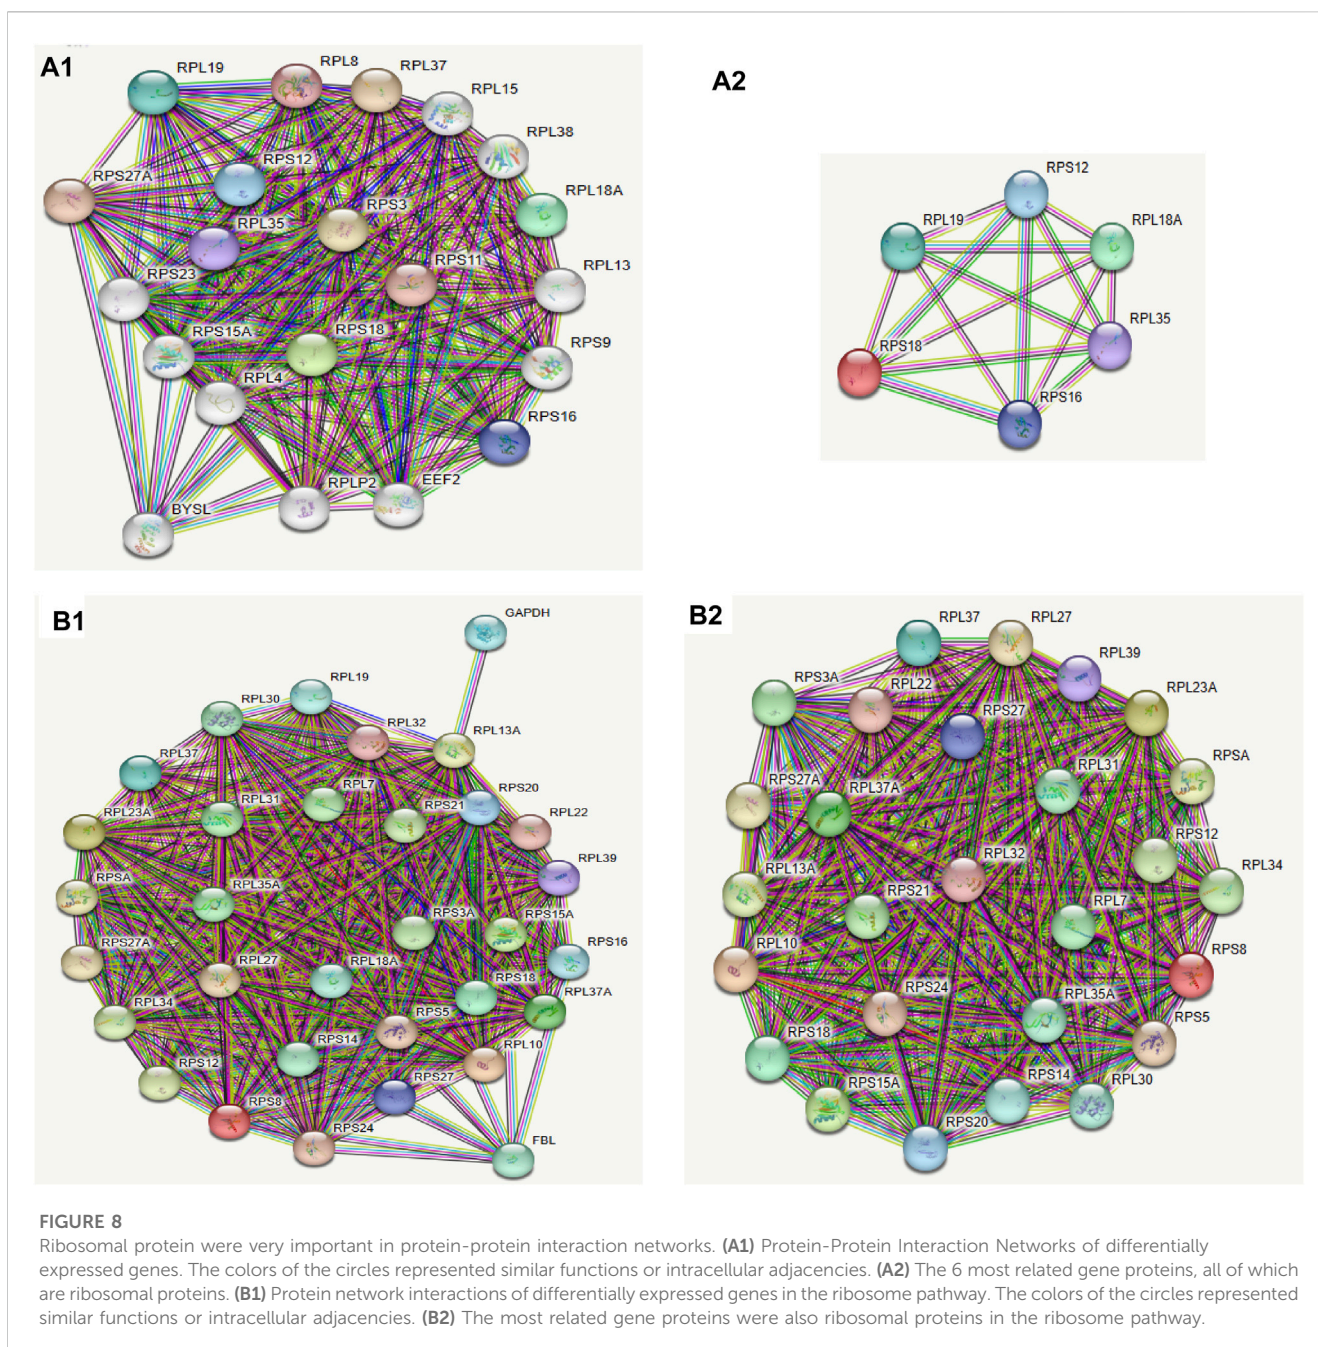 A1
RPL19
RPL8
RPL37
RPL15
RPL38
RPS12
RPS27A
RPL18A
RPS3
RPL35
RPS11
RPL13
RPS23
RPS15A
RPS18
RPS9
RPL4
RPS16
RPLP2
EEF2
BYSL
A2
RPS12
RPL19
RPL18A
RPL35
RPS18
RPS16
B1
GAPDH
RPL19
RPL30
RPL32
RPL13A
RPL37
RPL7
RPS20
RPL31
RPS21
RPL23A
RPL22
RPL39
RPSA
RPL35A
RPS3A
RPS15A
RPS27A
RPS16
RPL27
RPL18A
RPS18
RPL37A
RPL34
RPS5
RPS14
RPL10
RPS12
RPS27
RPS8
RPS24
FBL
B2
RPL37
RPL27
RPL39
RPS3A
RPL22
RPL23A
RPS27
RPSA
RPL31
RPS27A
RPL37A
RPS12
RPL32
RPL34
RPL13A
RPS21
RPL7
RPS8
RPL10
RPS24
RPL35A
RPS5
RPS18
RPS14
RPL30
RPS15A
RPS20
FIGURE 8
Ribosomal protein were very important in protein-protein interaction networks. (A1) Protein-Protein Interaction Networks of differentially
expressed genes. The colors of the circles represented similar functions or intracellular adjacencies. (A2) The 6 most related gene proteins, all of which
are ribosomal proteins. (B1) Protein network interactions of differentially expressed genes in the ribosome pathway. The colors of the circles represented
similar functions or intracellular adjacencies. (B2) The most related gene proteins were also ribosomal proteins in the ribosome pathway.